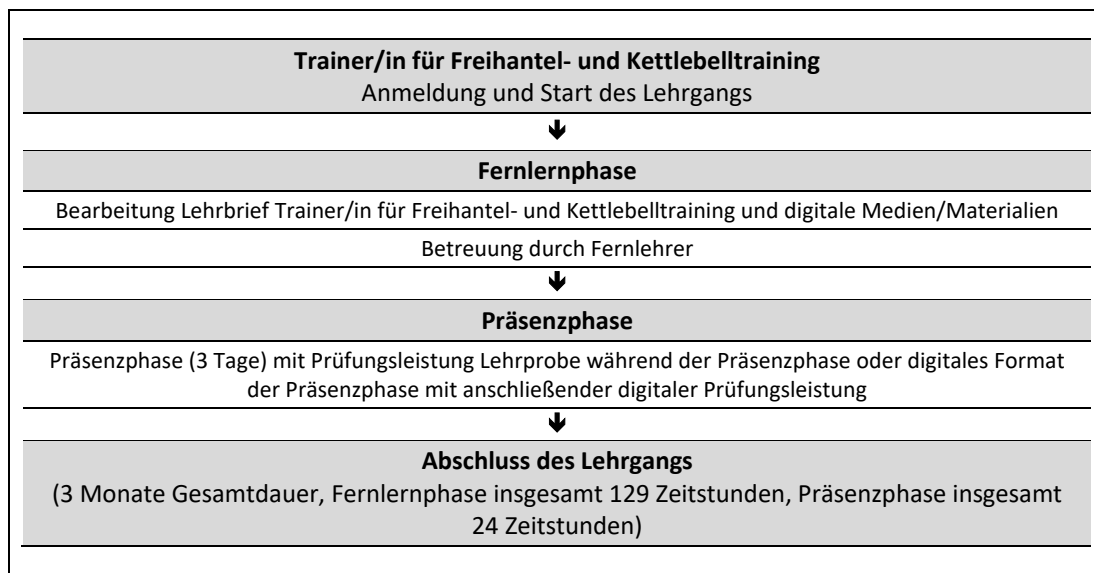 Trainer/in für Freihantel- und Kettlebelltraining
Anmeldung und Start des Lehrgangs
🡻
Fernlernphase
Bearbeitung Lehrbrief Trainer/in für Freihantel- und Kettlebelltraining und digitale Medien/Materialien
Betreuung durch Fernlehrer
🡻
Präsenzphase
Präsenzphase (3 Tage) mit Prüfungsleistung Lehrprobe während der Präsenzphase oder digitales Format
der Präsenzphase mit anschließender digitaler Prüfungsleistung
🡻
Abschluss des Lehrgangs
(3 Monate Gesamtdauer, Fernlernphase insgesamt 129 Zeitstunden, Präsenzphase insgesamt
24 Zeitstunden)